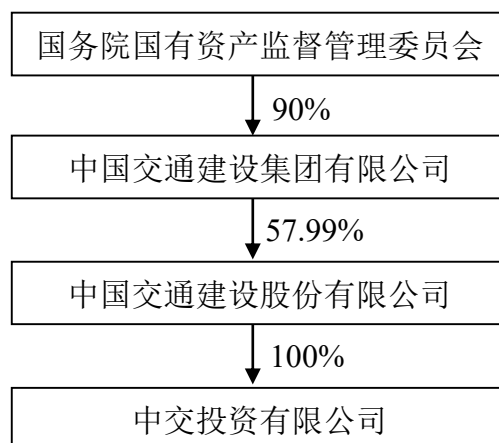 国务院国有资产监督管理委员会
90%
中国交通建设集团有限公司
57.99%
中国交通建设股份有限公司
100%
中交投资有限公司